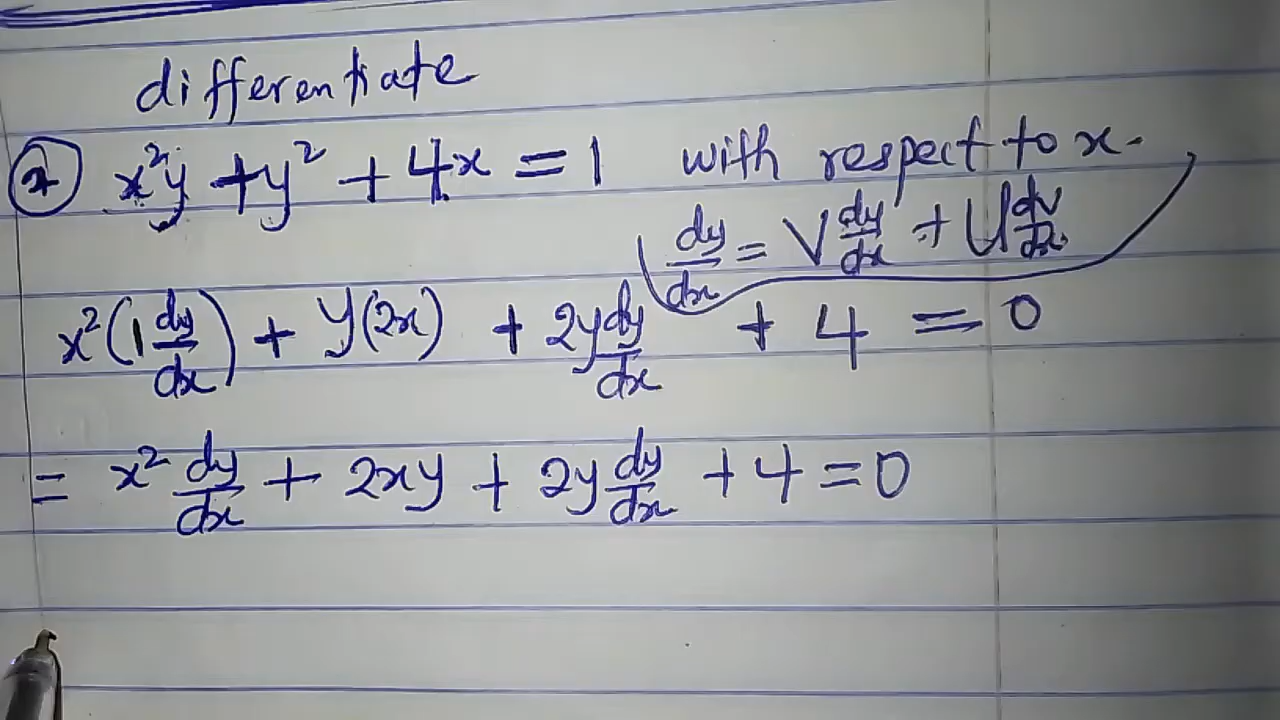 differentiate
② x²y + y² + 4x = 1 with respect to x.
dy/dx = V dy/dx + U dv/dx
x²(1 dy/dx) + y(2x) + 2y dy/dx + 4 = 0
= x² dy/dx + 2xy + 2y dy/dx + 4 = 0